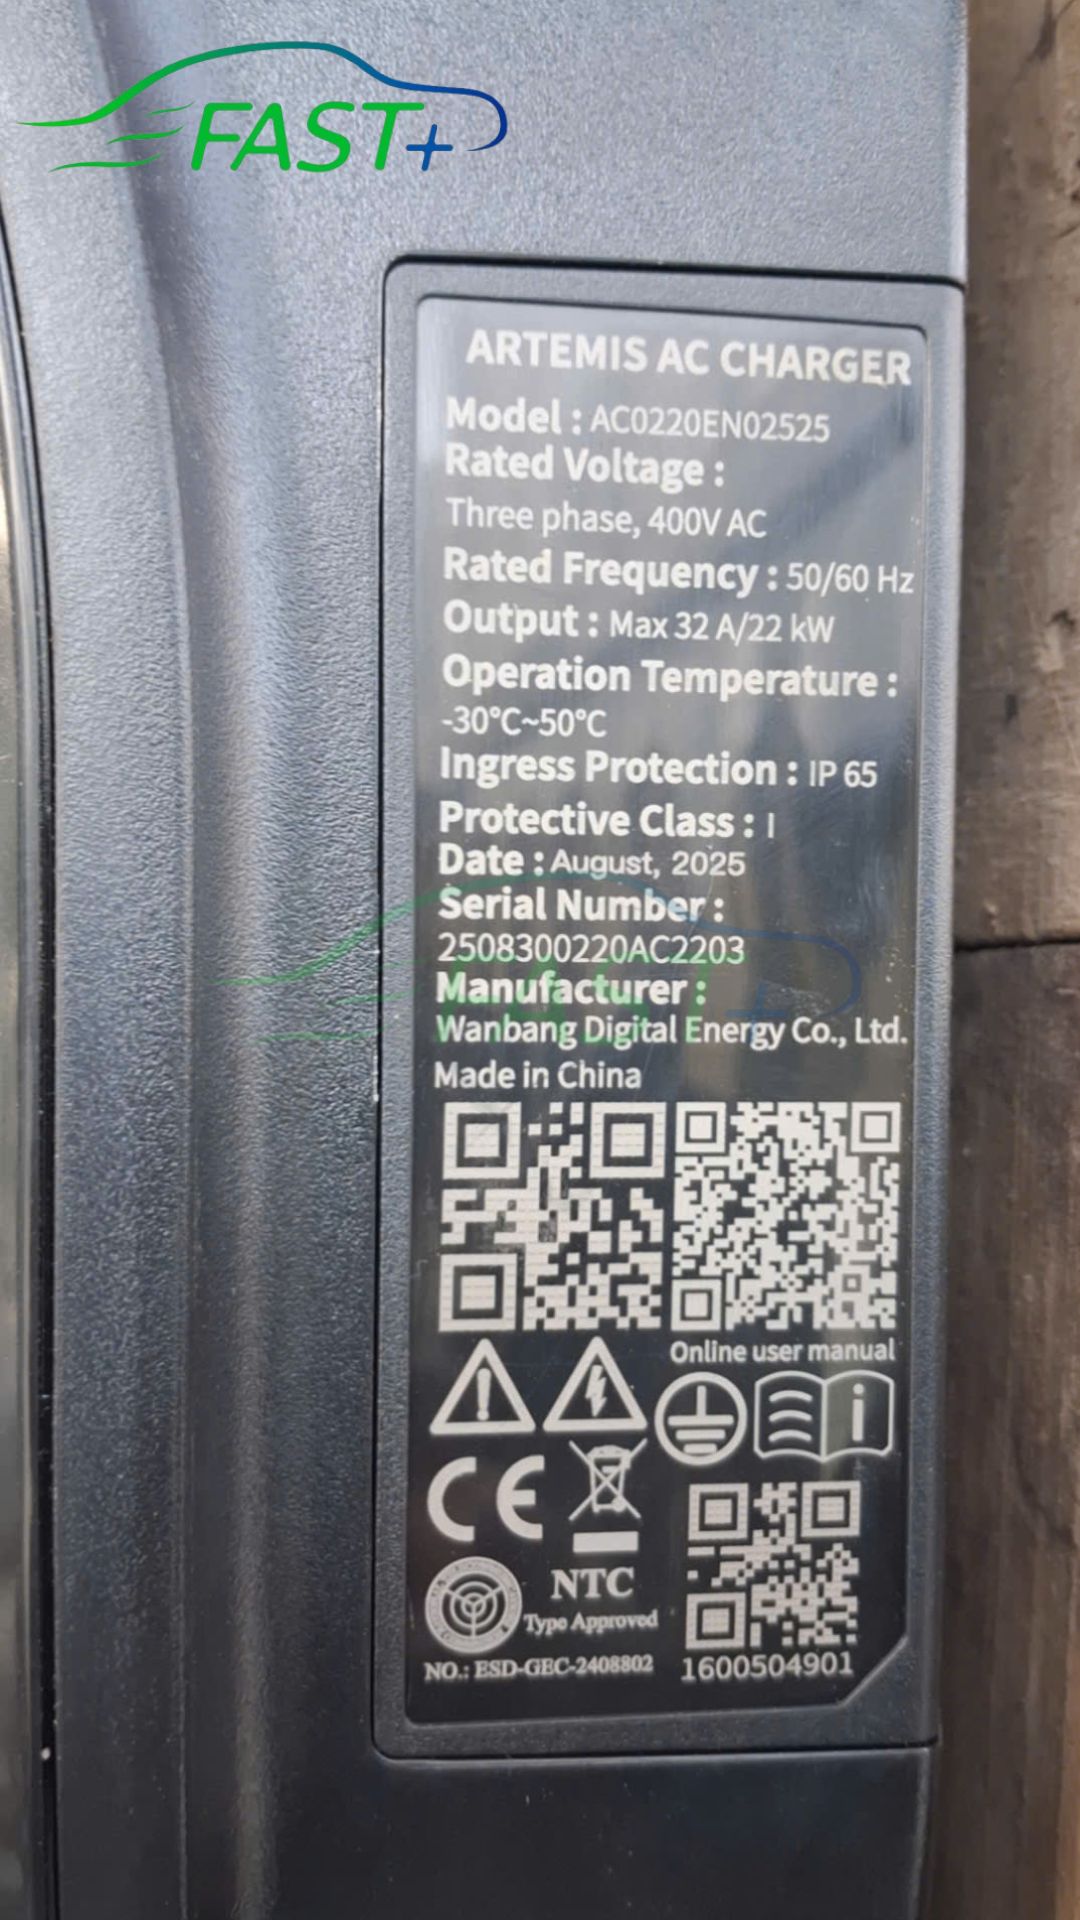 FAST+
ARTEMIS AC CHARGER
Model : AC0220EN02525
Rated Voltage :
Three phase, 400V AC
Rated Frequency : 50/60 Hz
Output : Max 32 A/22 kW
Operation Temperature :
-30°C~50°C
Ingress Protection : IP 65
Protective Class : I
Date : August, 2025
Serial Number :
2508300220AC2203
FAST+
Manufacturer :
Wanbang Digital Energy Co., Ltd.
Made in China
Online user manual
CE
NTC
Type Approved
NO.: ESD-GEC-2408802
1600504901